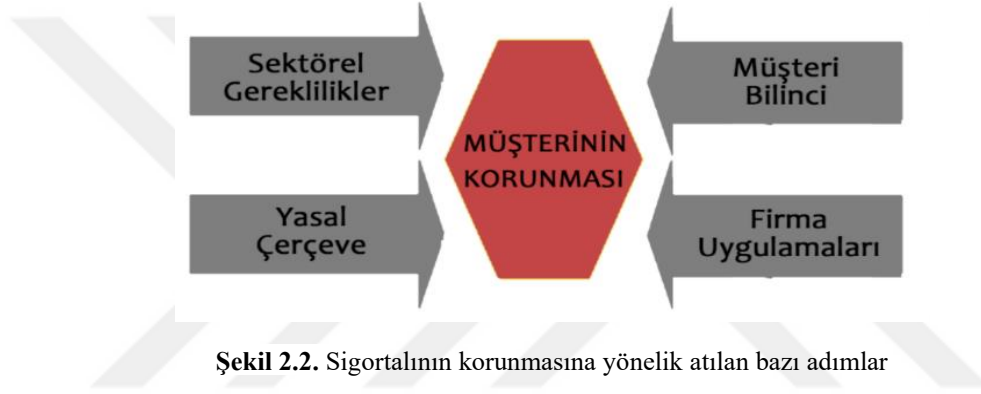 Sektörel
Gereklilikler
Müşteri
Bilinci
MÜŞTERİNİN
KORUNMASI
Yasal
Çerçeve
Firma
Uygulamaları
Şekil 2.2. Sigortalının korunmasına yönelik atılan bazı adımlar